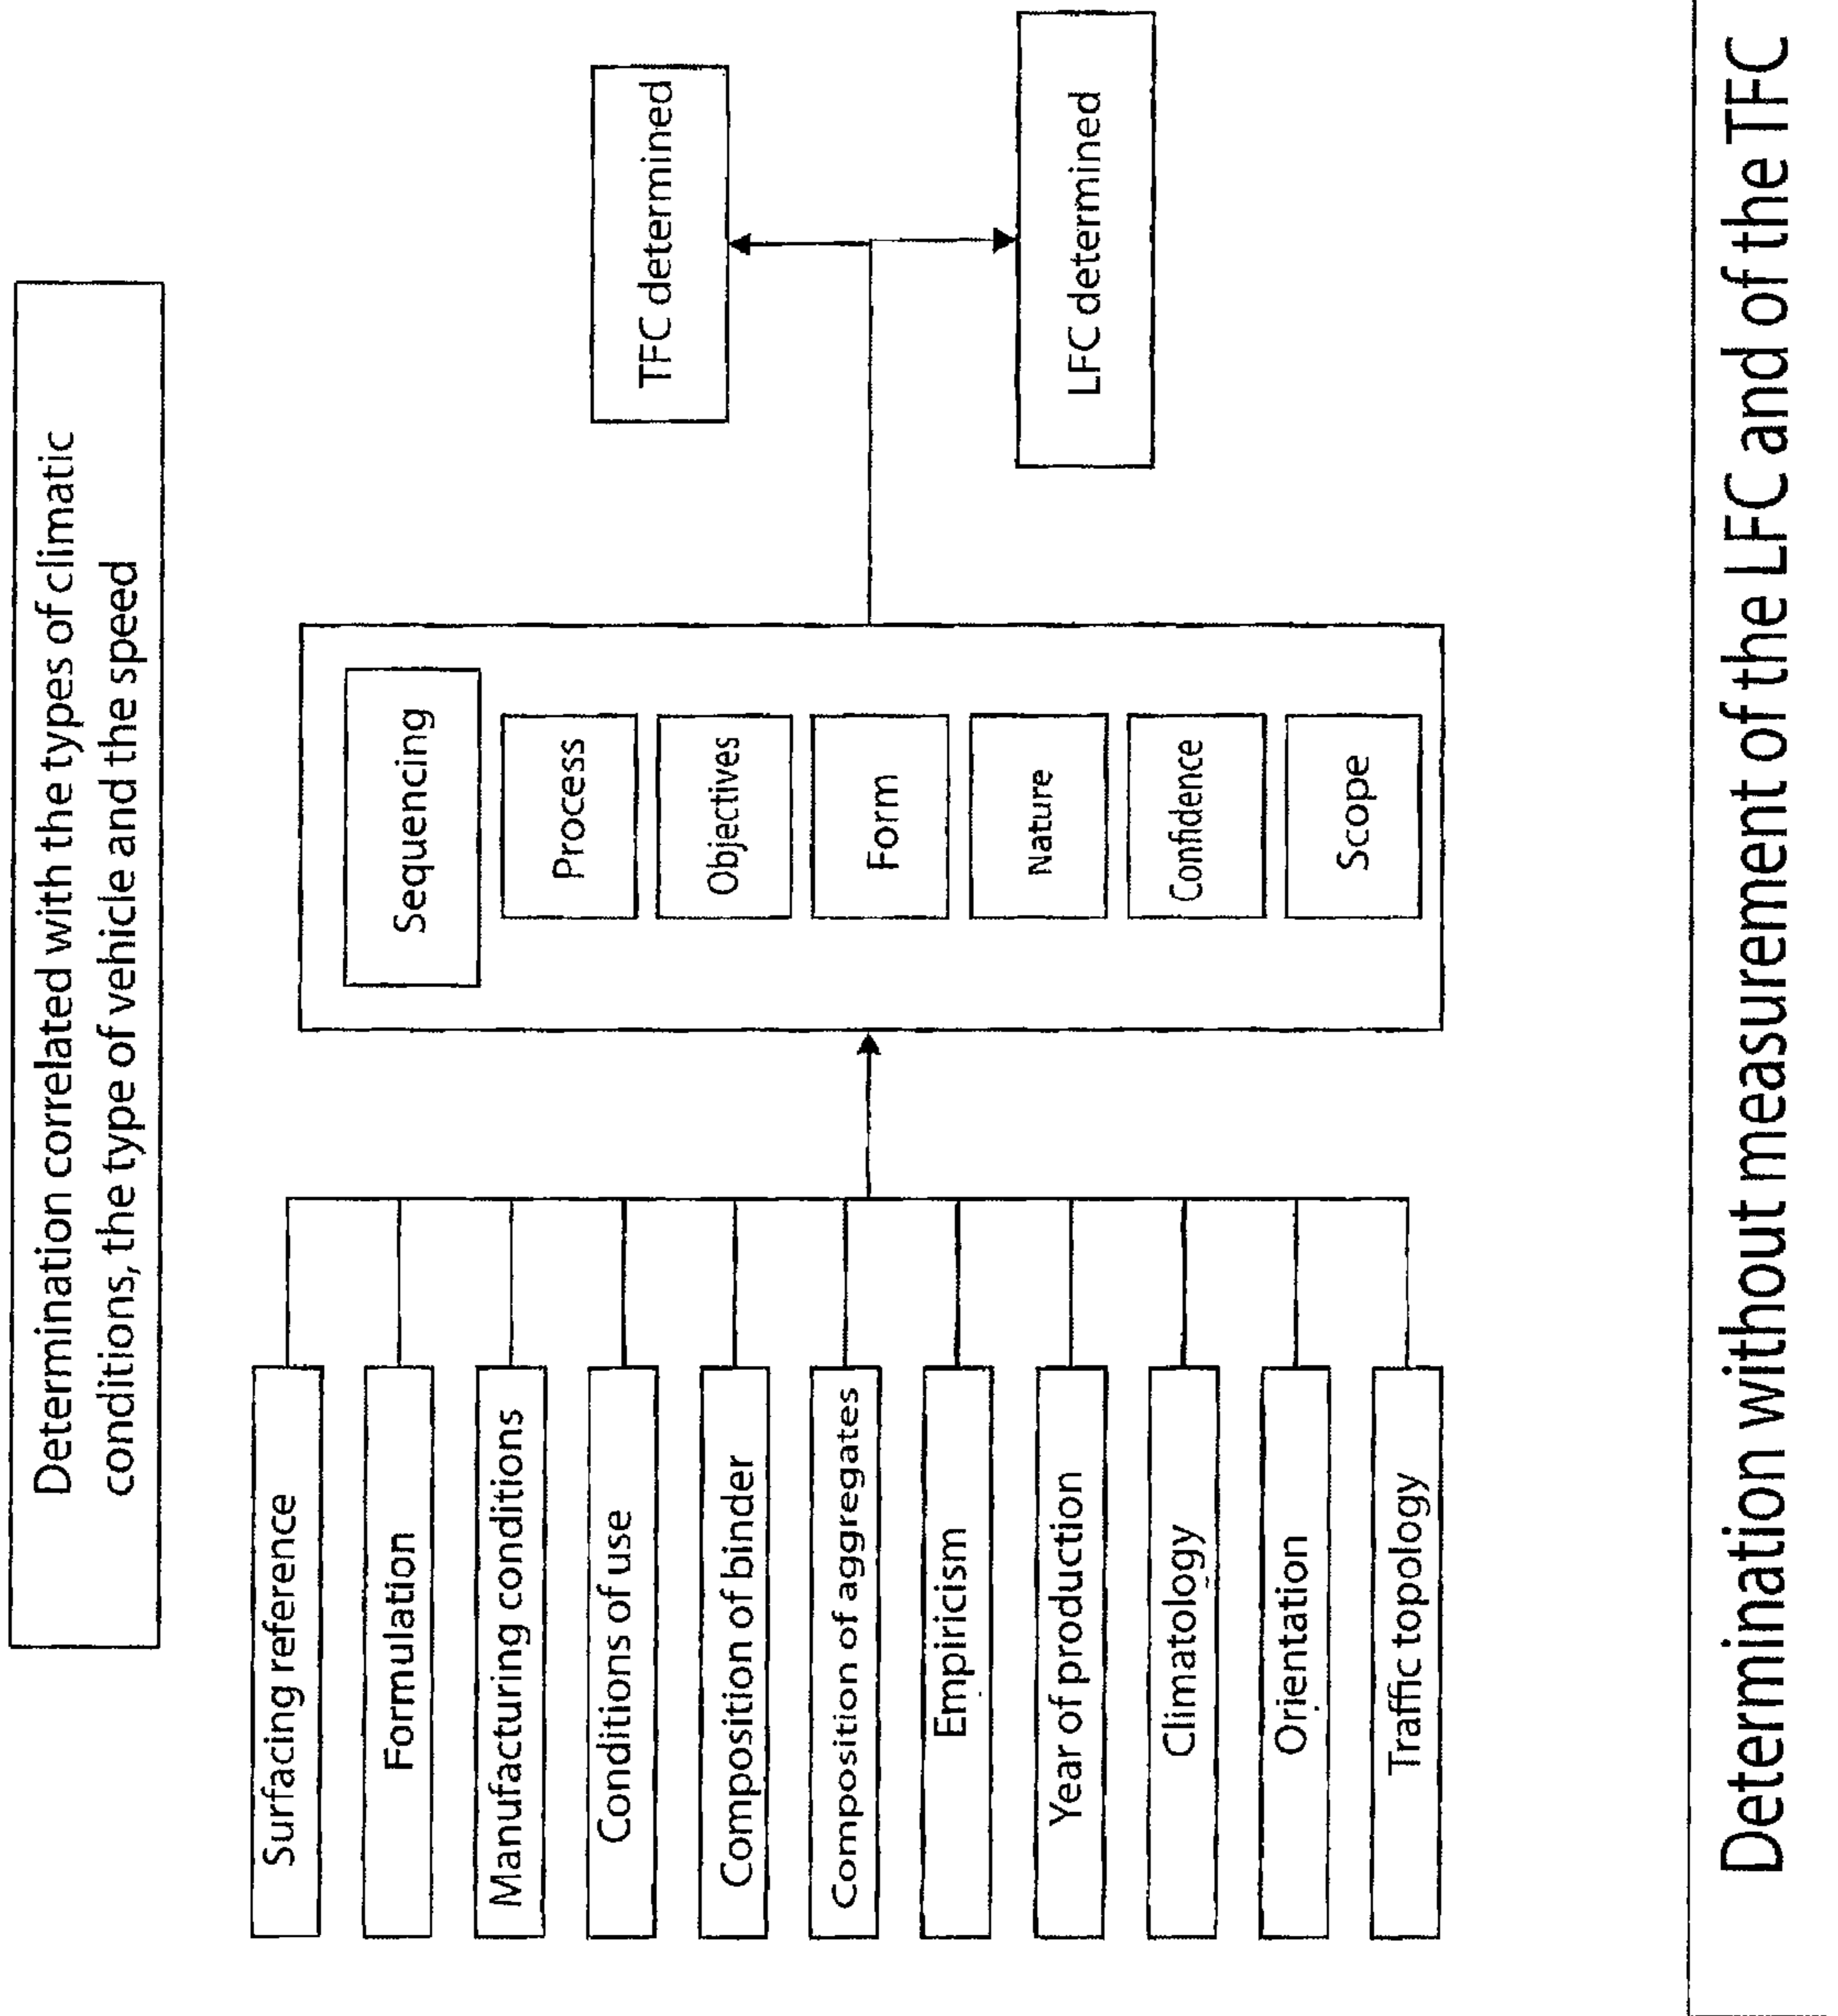 Determination correlated with the types of climatic
conditions, the type of vehicle and the speed
Surfacing reference
Formulation
Manufacturing conditions
Conditions of use
Composition of binder
Composition of aggregates
Empiricism
Year of production
Climatology
Orientation
Traffic topology
Sequencing
Process
Objectives
Form
Nature
Confidence
Scope
TFC determined
LFC determined
Determination without measurement of the LFC and of the TFC